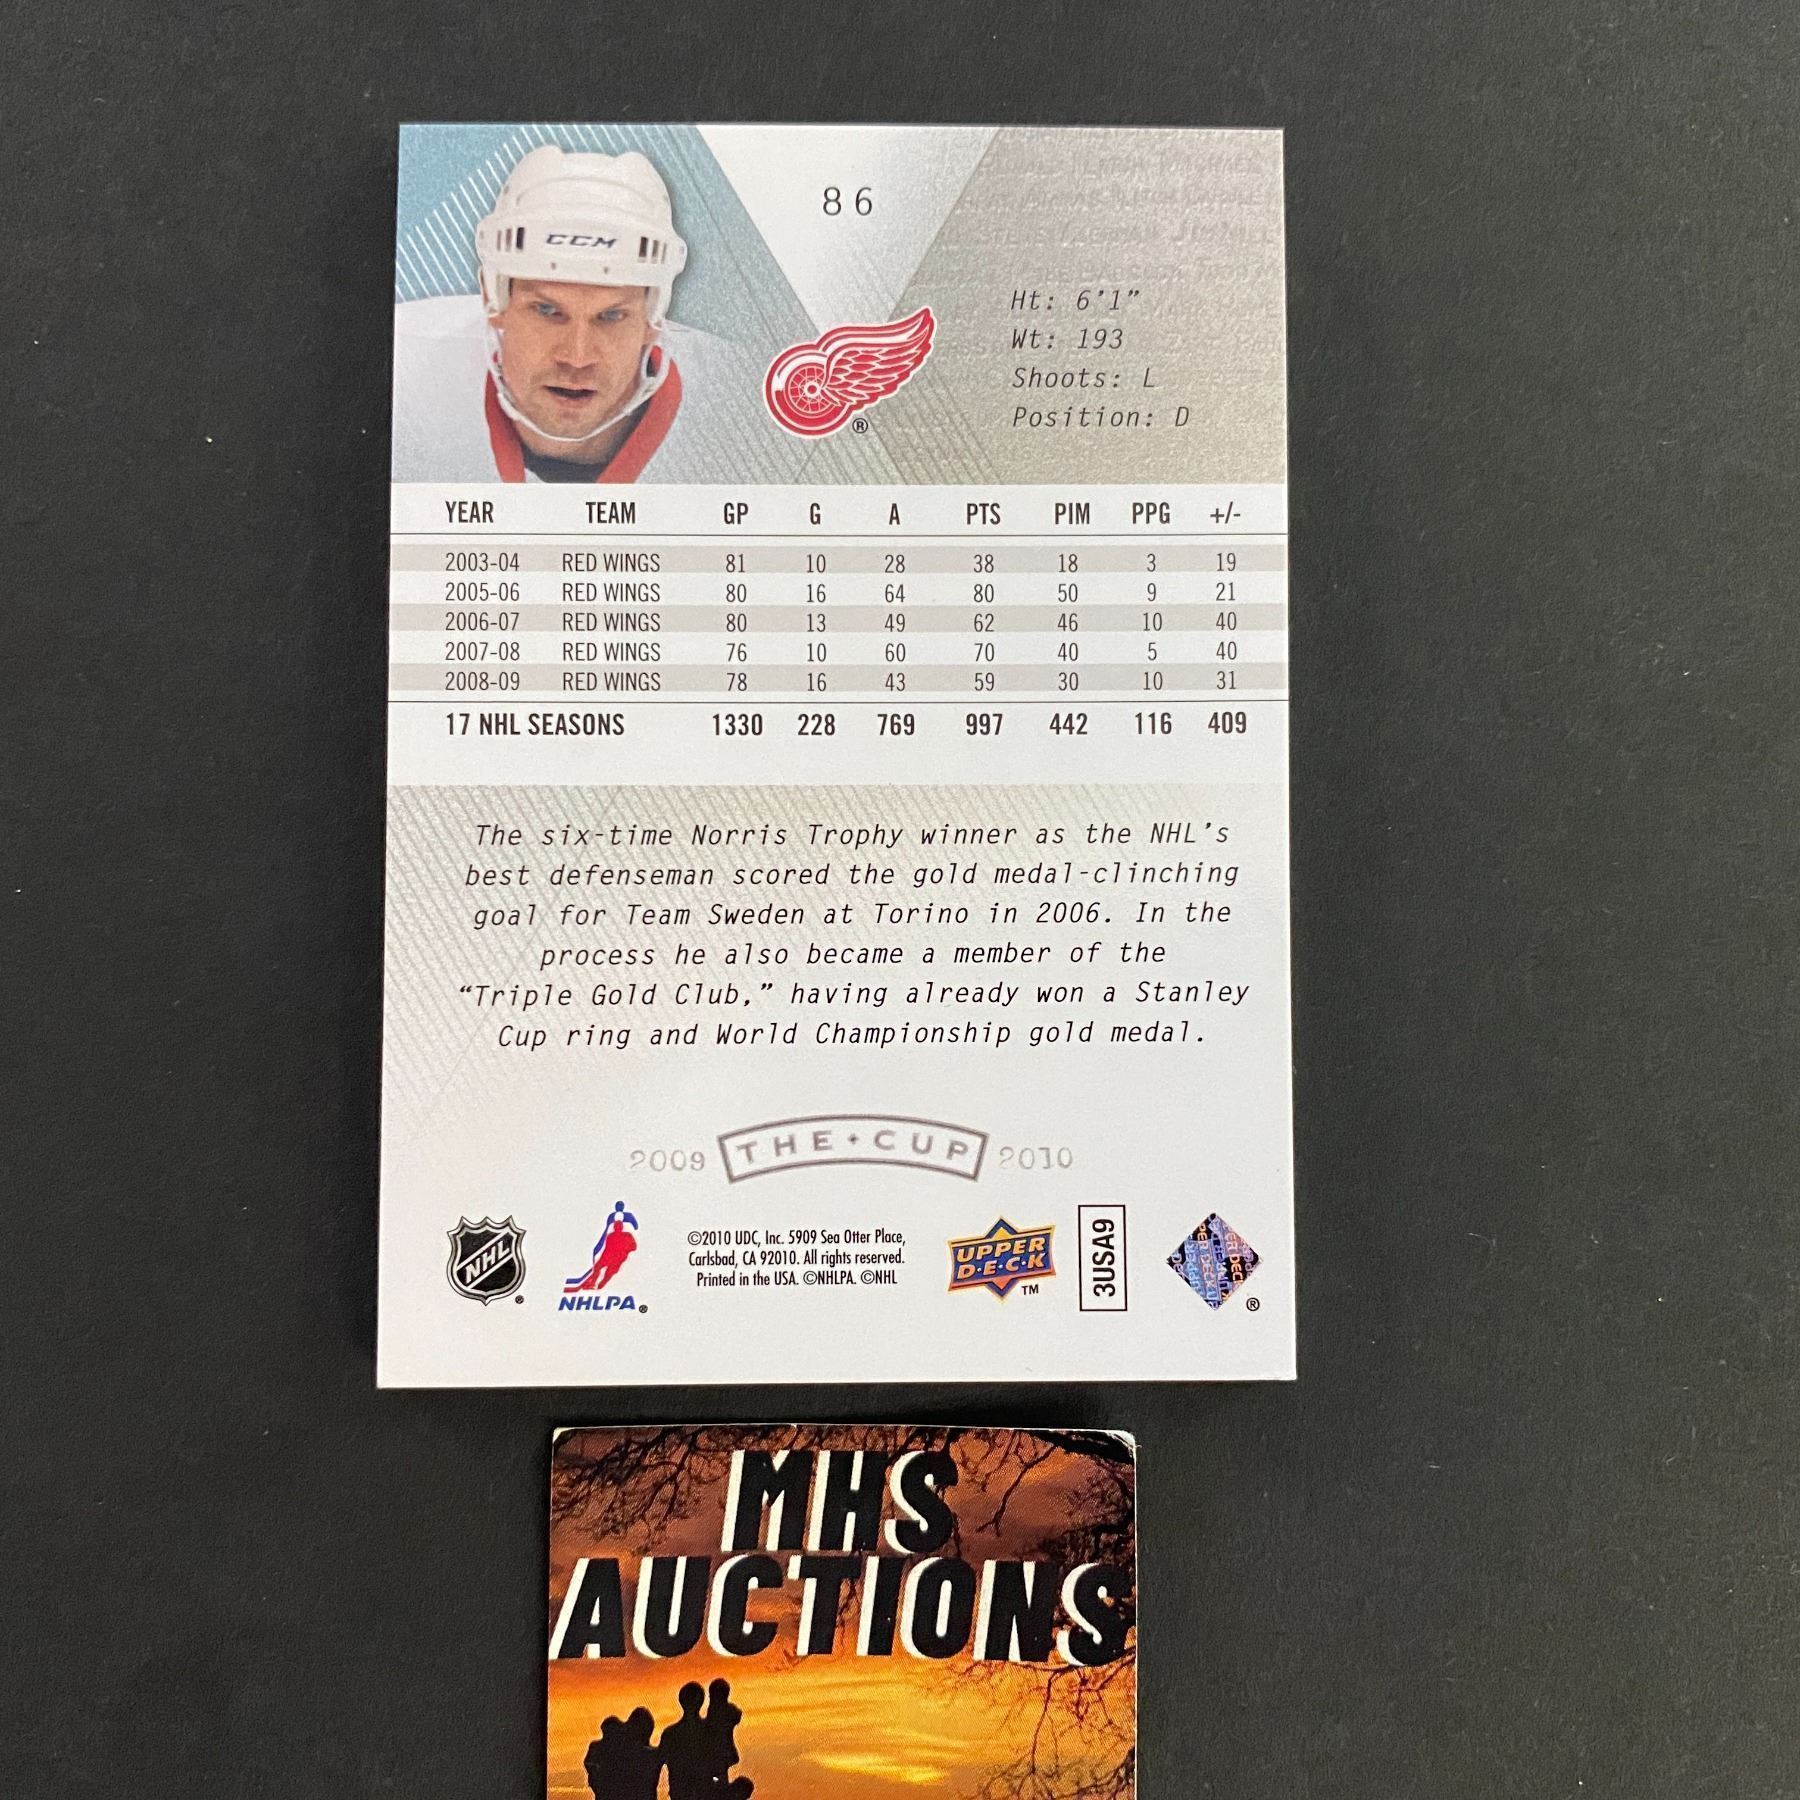 86
CCM
Ht: 6'1"
Wt: 193
Shoots: L
Position: D
®
YEAR TEAM GP G A PTS PIM PPG +/-
2003-04 RED WINGS 81 10 28 38 18 3 19
2005-06 RED WINGS 80 16 64 80 50 9 21
2006-07 RED WINGS 80 13 49 62 46 10 40
2007-08 RED WINGS 76 10 60 70 40 5 40
2008-09 RED WINGS 78 16 43 59 30 10 31
17 NHL SEASONS 1330 228 769 997 442 116 409
The six-time Norris Trophy winner as the NHL's
best defenseman scored the gold medal-clinching
goal for Team Sweden at Torino in 2006. In the
process he also became a member of the
“Triple Gold Club,” having already won a Stanley
Cup ring and World Championship gold medal.
2009 THE • CUP 2010
NHL ®
NHLPA ®
©2010 UDC, Inc. 5909 Sea Otter Place,
Carlsbad, CA 92010. All rights reserved.
Printed in the USA. ©NHLPA. ©NHL
UPPER
D•E•C•K
TM
3USA9
®
MHS
AUCTIONS